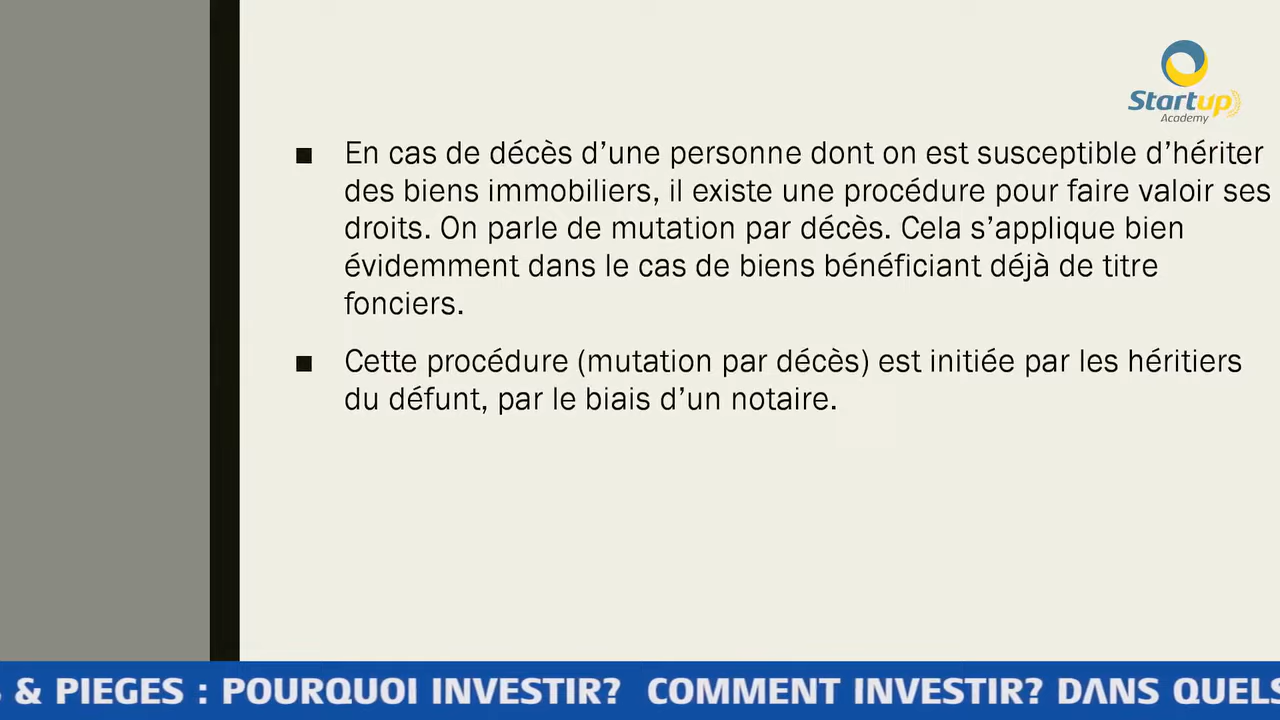 Startup
Academy
■ En cas de décès d’une personne dont on est susceptible d’hériter
des biens immobiliers, il existe une procédure pour faire valoir ses
droits. On parle de mutation par décès. Cela s’applique bien
évidemment dans le cas de biens bénéficiant déjà de titre
fonciers.
■ Cette procédure (mutation par décès) est initiée par les héritiers
du défunt, par le biais d’un notaire.
& PIEGES : POURQUOI INVESTIR? COMMENT INVESTIR? DANS QUELS